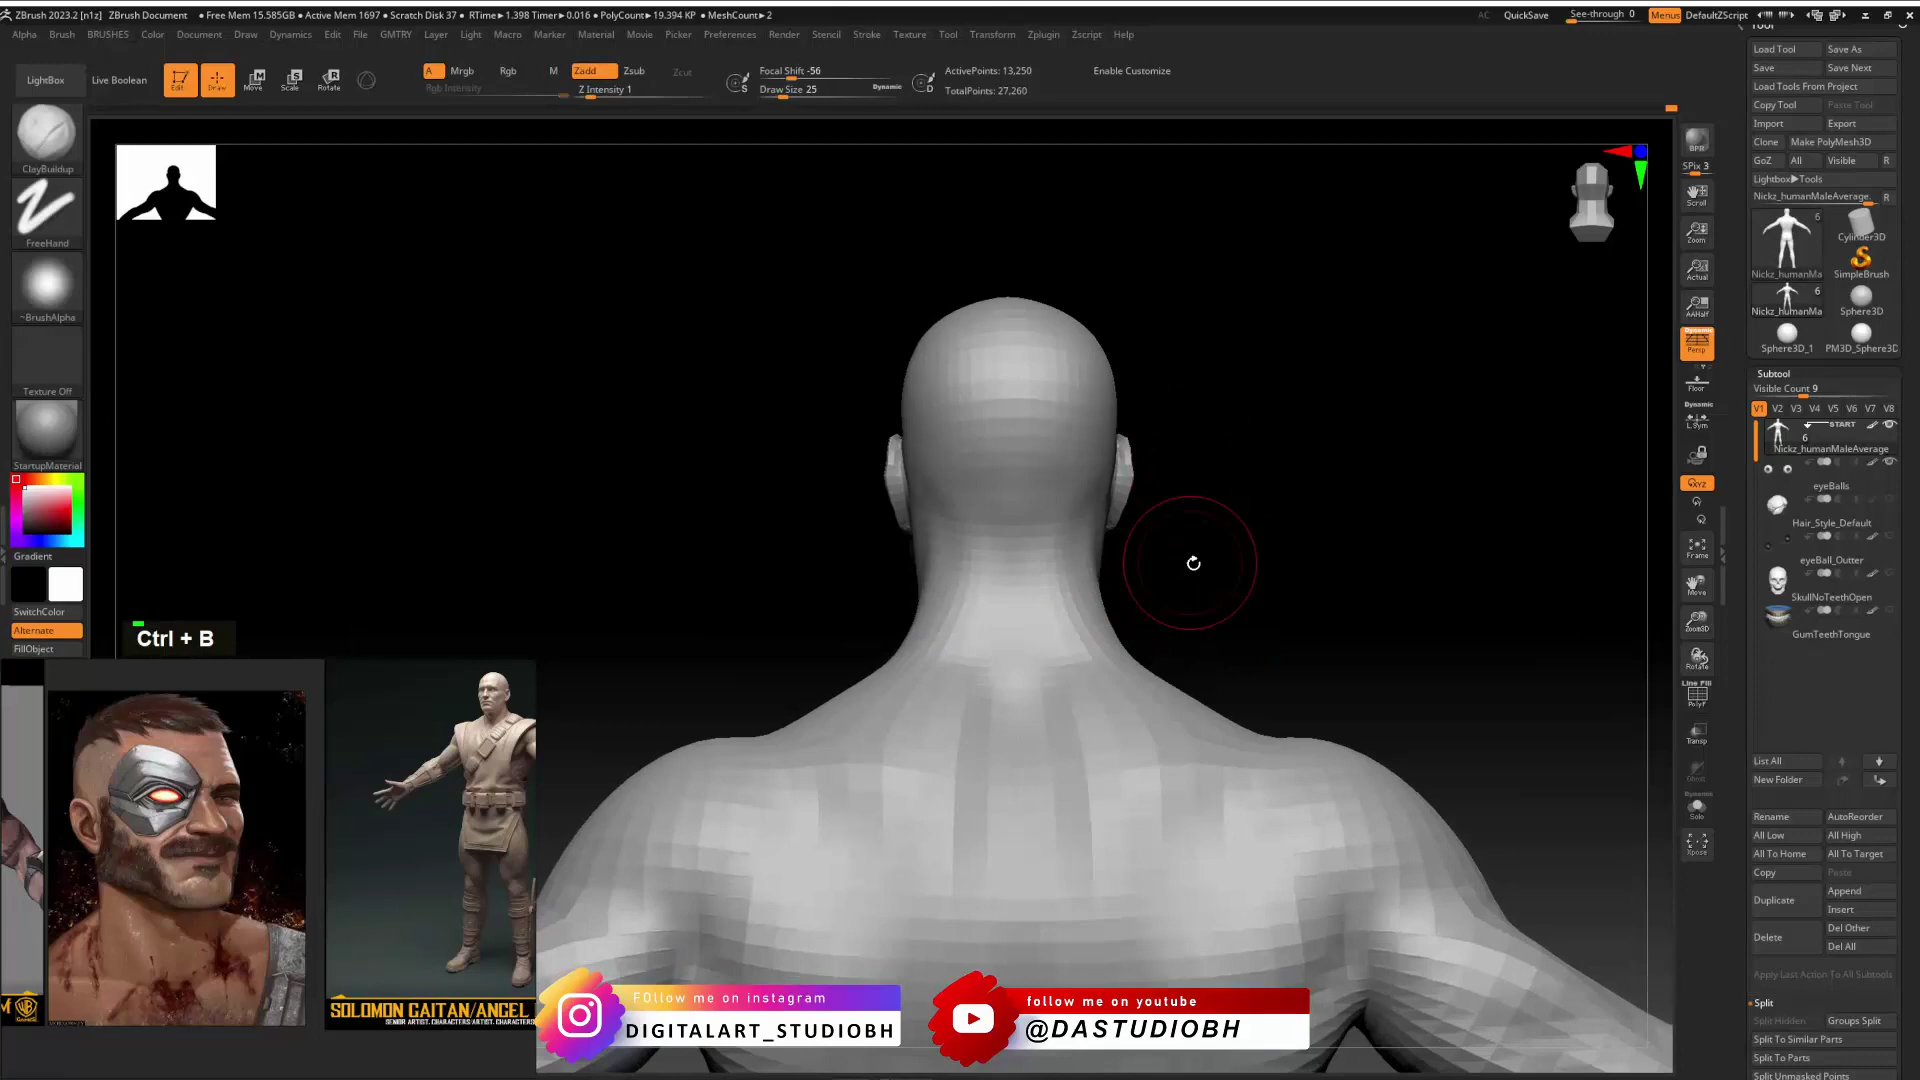 ZBrush 2023.2 [n1z] ZBrush Document • Free Mem 15.585GB • Active Mem 1697 • Scratch Disk 37 • RTime▸1.398 Timer▸0.016 • PolyCount▸19.394 KP • MeshCount▸2
AC QuickSave See-through 0 Menus DefaultZScript
Alpha Brush BRUSHES Color Document Draw Dynamics Edit File GMTRY Layer Light Macro Marker Material Movie Picker Preferences Render Stencil Stroke Texture Tool Transform Zplugin Zscript Help
LightBox Live Boolean Edit Draw Move Scale Rotate
A Mrgb Rgb M Zadd Zsub Zcut
Rgb Intensity Z Intensity 1
Focal Shift -56
Draw Size 25 Dynamic
ActivePoints: 13,250
TotalPoints: 27,260
Enable Customize
ClayBuildup
FreeHand
~BrushAlpha
Texture Off
StartupMaterial
Gradient
SwitchColor
Alternate
FillObject
Ctrl + B
SOLOMON GAITAN/ANGEL
FOllow me on instagram
DIGITALART_STUDIOBH
follow me on youtube
@DASTUDIOBH
BPR
SPix 3
Scroll
Zoom
Actual
AAHalf
Dynamic
Persp
Floor
Dynamic
L.Sym
XYZ
Frame
Move
Zoom3D
Rotate
Line Fill
PolyF
Transp
Ghost
Dynamic
Solo
Xpose
Tool
Load Tool Save As
Save Save Next
Load Tools From Project
Copy Tool Paste Tool
Import Export
Clone Make PolyMesh3D
GoZ All Visible R
Lightbox▸Tools
Nickz_humanMaleAverage. R
6
Nickz_humanMa Cylinder3D
SimpleBrush
6
Nickz_humanMa Sphere3D
Sphere3D_1 PM3D_Sphere3D
Subtool
Visible Count 9
V1 V2 V3 V4 V5 V6 V7 V8
START
6
Nickz_humanMaleAverage
eyeBalls
Hair_Style_Default
eyeBall_Outter
SkullNoTeethOpen
GumTeethTongue
List All
New Folder
Rename AutoReorder
All Low All High
All To Home All To Target
Copy Paste
Duplicate Append
Insert
Delete Del Other
Del All
Apply Last Action To All Subtools
Split
Split Hidden Groups Split
Split To Similar Parts
Split To Parts
Split Unmasked Points